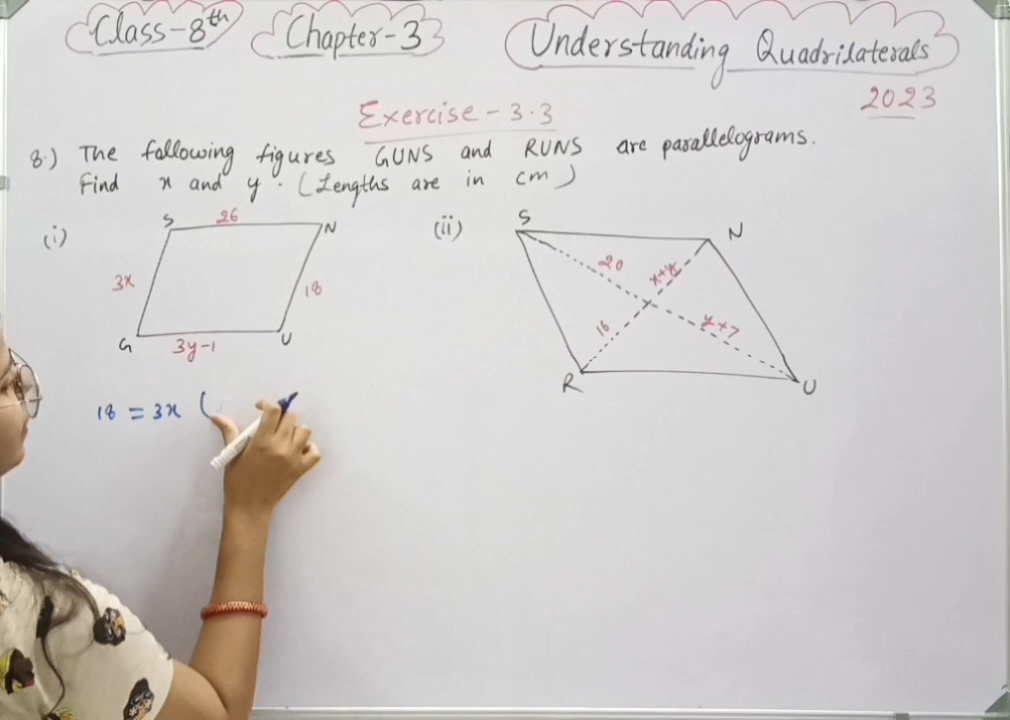 Class-8th Chapter-3 Understanding Quadrilaterals
2023
Exercise - 3.3
8.) The following figures GUNS and RUNS are parallelograms.
Find x and y. (Lengths are in cm)
(i)
S 26 N
3x 18
G 3y-1 U
18 = 3x (
(ii)
S N
20 x+y
16 y+7
R U